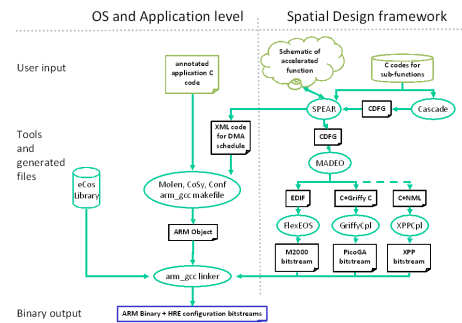 OS and Application level
Spatial Design framework
User input
annotated
application C
code
Schematic of
accelerated
function
C codes for
sub-functions
SPEAR
CDFG
Cascade
XML code
for DMA
schedule
CDFG
Tools
and
generated
files
MADEO
eCos
Library
Molen, CoSy, Conf
arm_gcc makefile
EDIF
C+Griffy C
C+NML
FlexEOS
GriffyCpl
XPPCpl
ARM Object
M2000
bitstream
PicoGA
bitstream
XPP
bitstream
arm_gcc linker
Binary output
ARM Binary + HRE configuration bitstreams